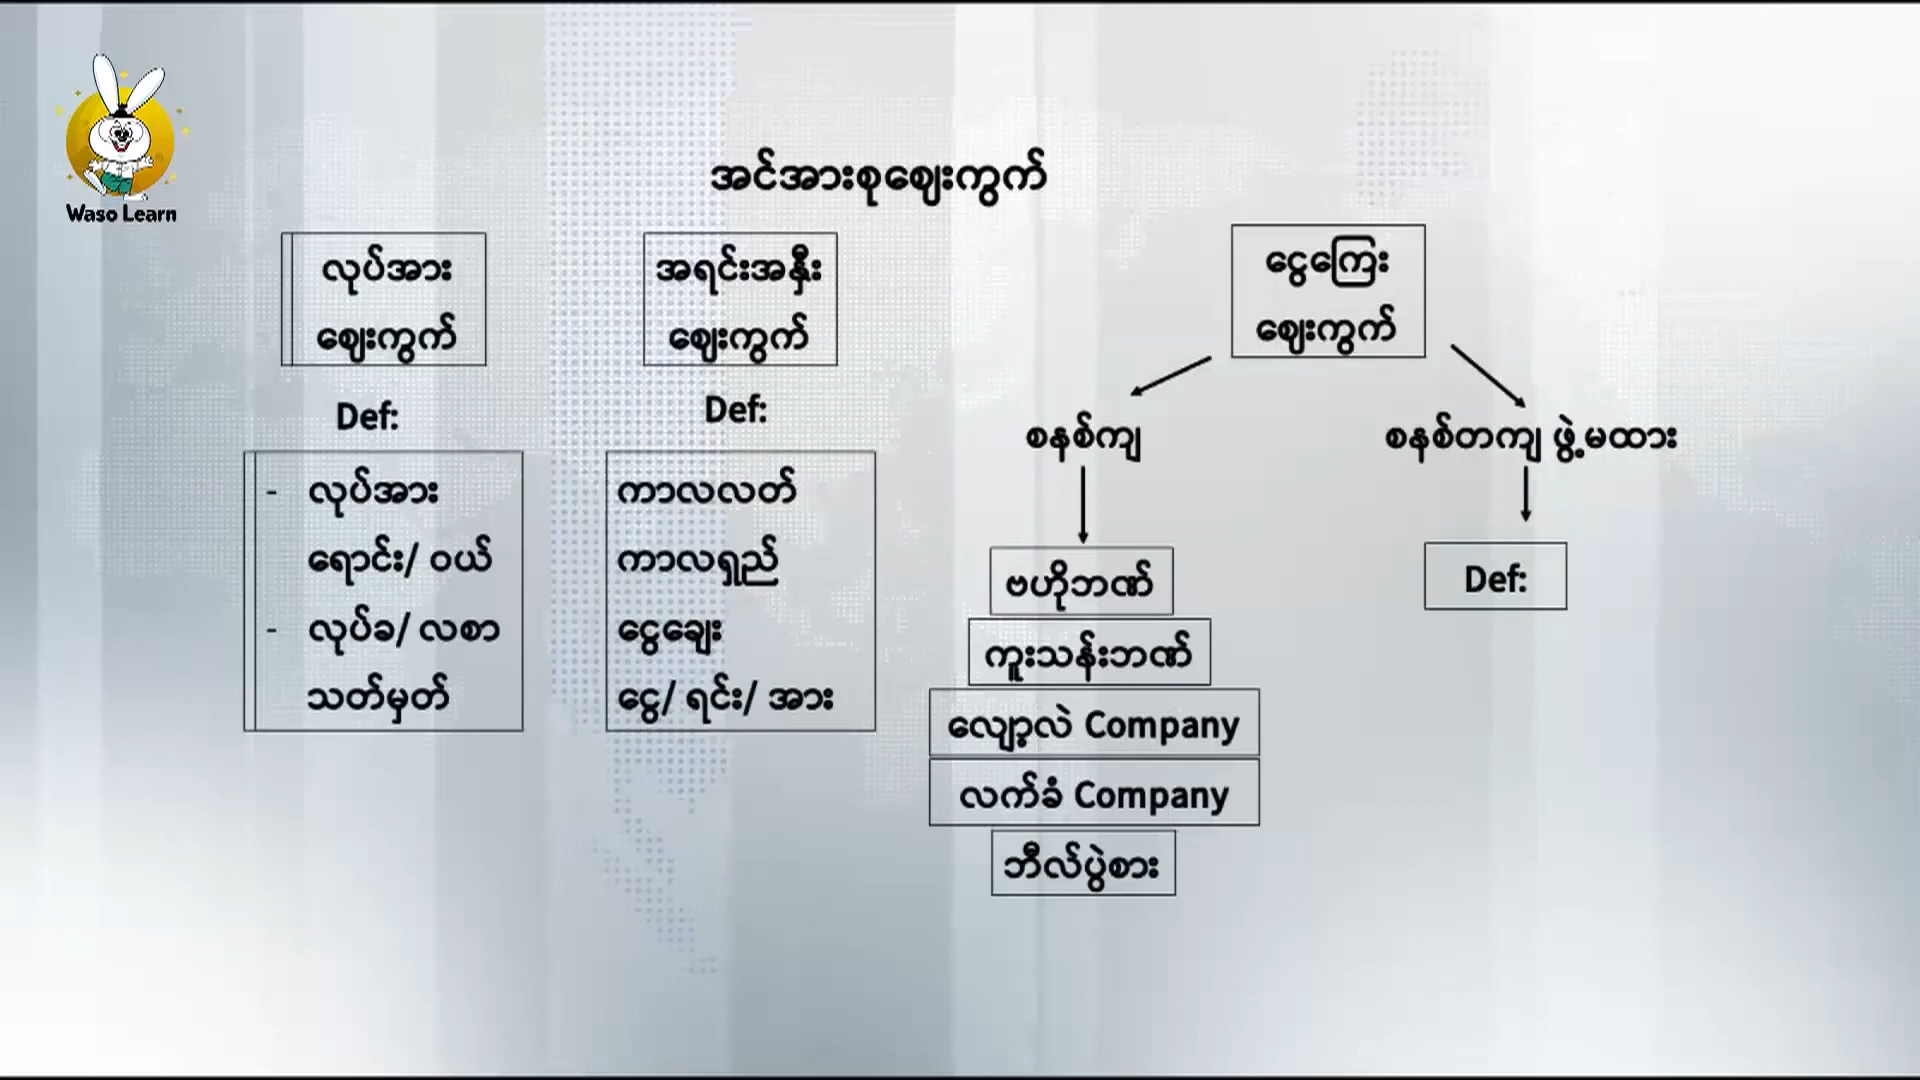 Waso Learn
အင်အားစုဈေးကွက်
လုပ်အား
ဈေးကွက်
Def:
- လုပ်အား
ရောင်း/ ဝယ်
- လုပ်ခ/ လစာ
သတ်မှတ်
အရင်းအနှီး
ဈေးကွက်
Def:
ကာလလတ်
ကာလရှည်
ငွေချေး
ငွေ/ ရင်း/ အား
ငွေကြေး
ဈေးကွက်
စနစ်ကျ
ဗဟိုဘဏ်
ကူးသန်းဘဏ်
လျော့လဲ Company
လက်ခံ Company
ဘီလ်ပွဲစား
စနစ်တကျ ဖွဲ့မထား
Def: